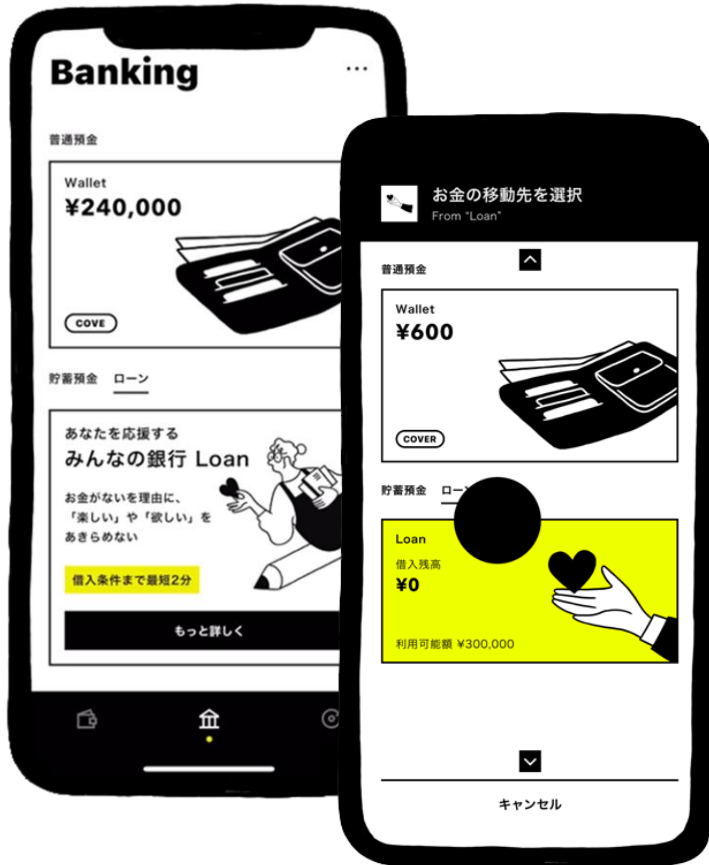 Banking
普通預金
Wallet
¥240,000
COVE
貯蓄預金 ローン
あなたを応援する
みんなの銀行 Loan
お金がないを理由に、
「楽しい」や「欲しい」を
あきらめない
借入条件まで最短2分
もっと詳しく
お金の移動先を選択
From “Loan”
普通預金
Wallet
¥600
COVER
貯蓄預金
Loan
借入残高
¥0
利用可能額 ¥300,000
キャンセル